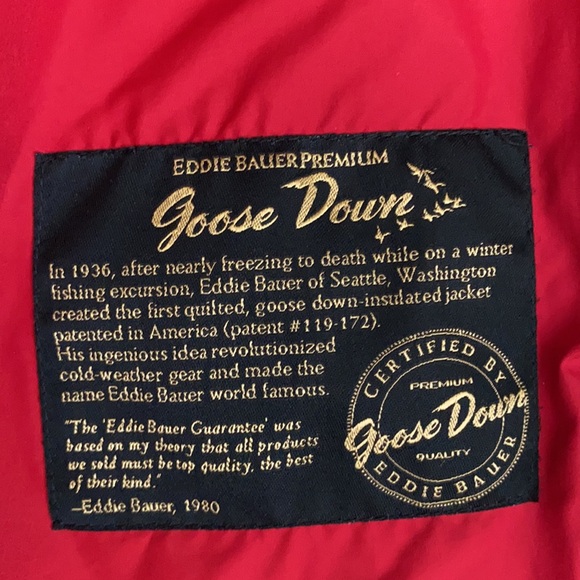 EDDIE BAUER PREMIUM
Goose Down
In 1936, after nearly freezing to death while on a winter
fishing excursion, Eddie Bauer of Seattle, Washington
created the first quilted, goose down-insulated jacket
patented in America (patent #119-172).
His ingenious idea revolutionized
cold-weather gear and made the
name Eddie Bauer world famous.
"The 'Eddie Bauer Guarantee' was
based on my theory that all products
we sold must be top quality, the best
of their kind."
–Eddie Bauer, 1980
CERTIFIED BY
PREMIUM
Goose Down
QUALITY
EDDIE BAUER